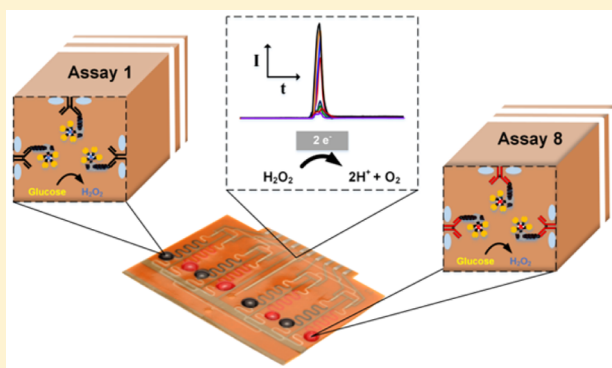 Assay 1
Glucose
H₂O₂
I
t
2 e⁻
H₂O₂
2H⁺ + O₂
Assay 8
Glucose
H₂O₂